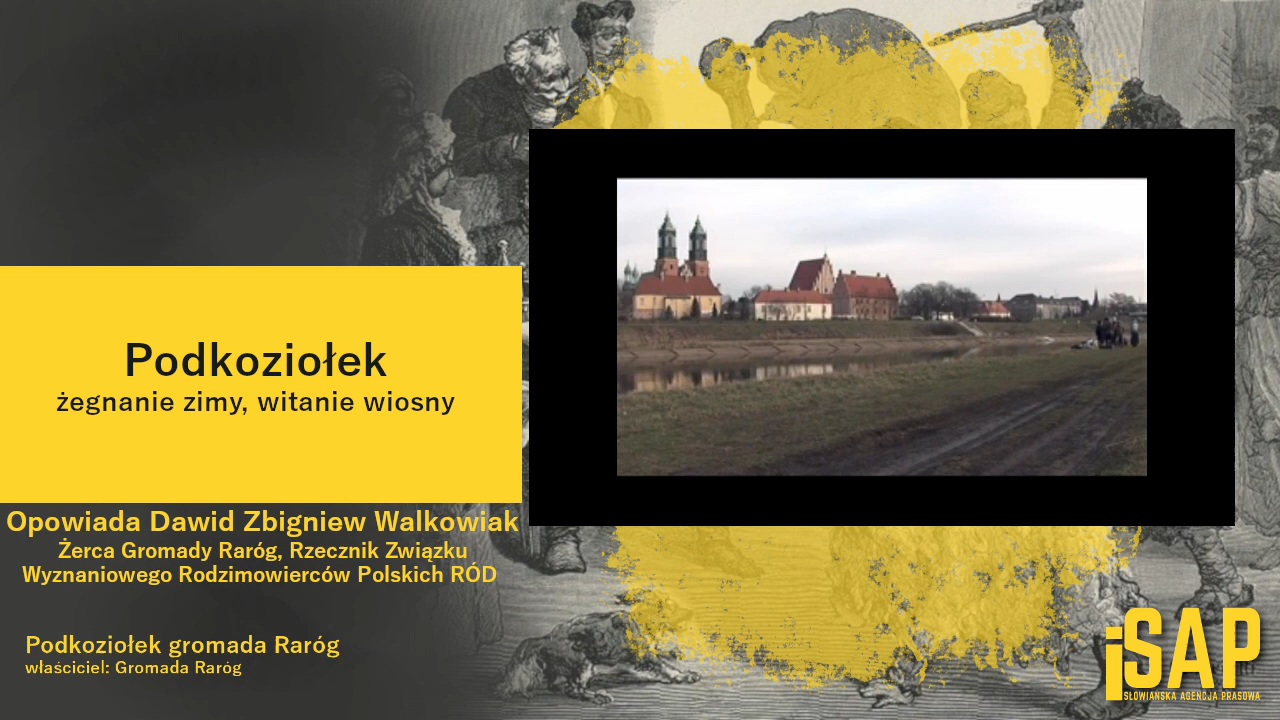 Podkoziołek
żegnanie zimy, witanie wiosny
Opowiada Dawid Zbigniew Walkowiak
Żerca Gromady Raróg, Rzecznik Związku
Wyznaniowego Rodzimowierców Polskich RÓD
Podkoziołek gromada Raróg
właściciel: Gromada Raróg
iSAP
SŁOWIAŃSKA AGENCJA PRASOWA